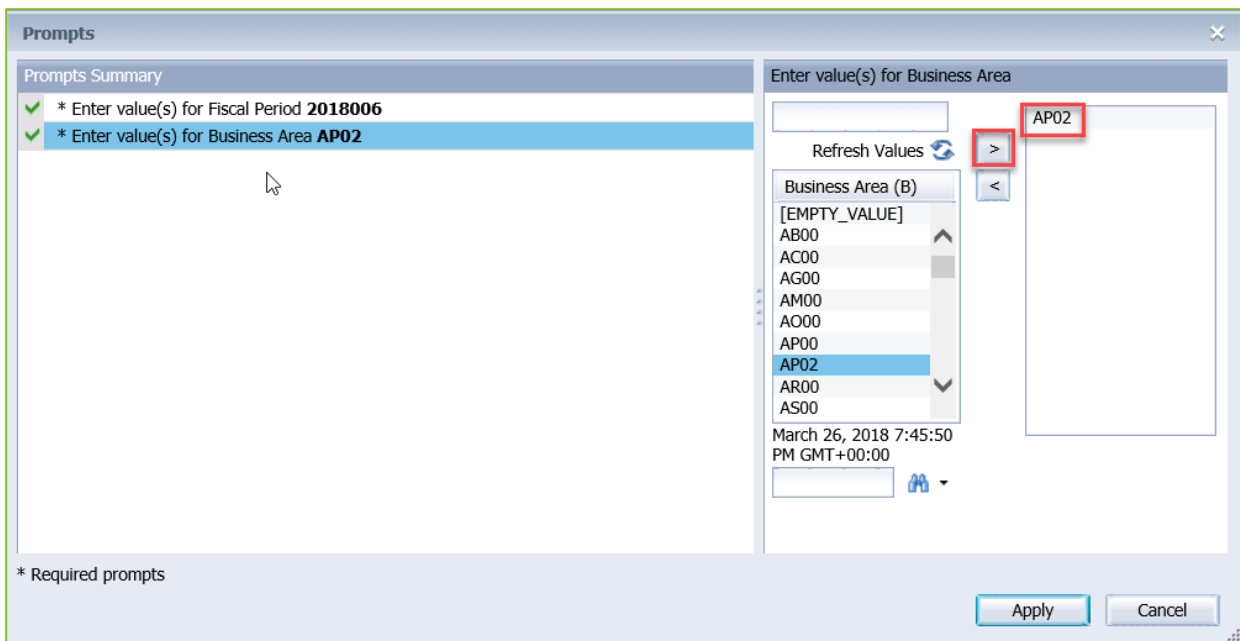 Prompts
Prompts Summary
* Enter value(s) for Fiscal Period 2018006
* Enter value(s) for Business Area AP02
Enter value(s) for Business Area
Refresh Values
>
<
AP02
Business Area (B)
[EMPTY_VALUE]
AB00
AC00
AG00
AM00
AO00
AP00
AP02
AR00
AS00
March 26, 2018 7:45:50
PM GMT+00:00
* Required prompts
Apply
Cancel